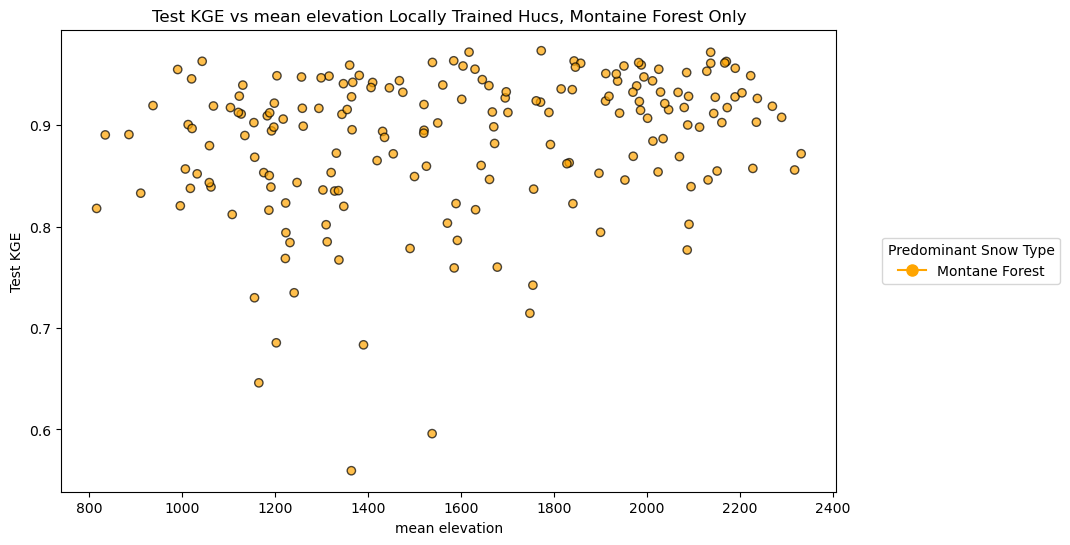 Test KGE vs mean elevation Locally Trained Hucs, Montaine Forest Only
Test KGE
0.9
0.8
0.7
0.6
800 1000 1200 1400 1600 1800 2000 2200 2400
mean elevation
Predominant Snow Type
Montane Forest